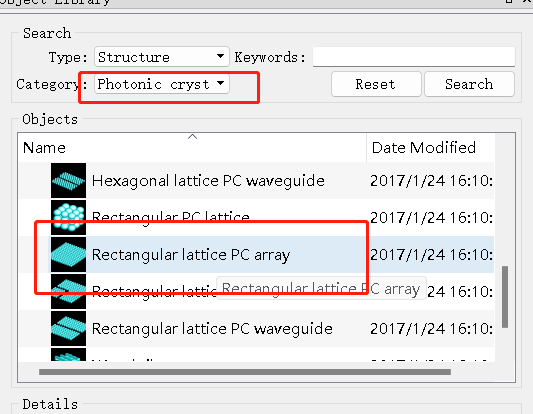 Object Library
Search
Type: Structure Keywords:
Category: Photonic cryst Reset Search
Objects
Name Date Modified
Hexagonal lattice PC waveguide 2017/1/24 16:10:
Rectangular PC lattice 2017/1/24 16:10:
Rectangular lattice PC array 2017/1/24 16:10:
Rectangular lattic 2017/1/24 16:10:
Rectangular lattice PC array
Rectangular lattice PC waveguide 2017/1/24 16:10:
Details